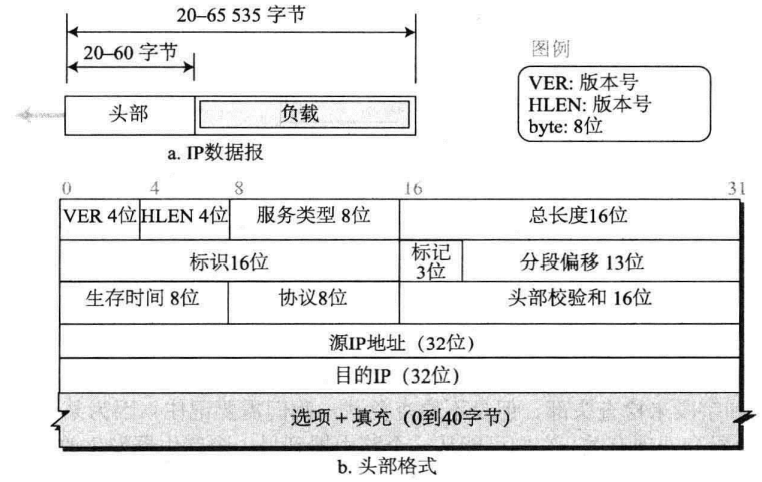 20–65 535 字节
20–60 字节
头部
负载
a. IP数据报
图例
VER: 版本号
HLEN: 版本号
byte: 8位
0 4 8 16 31
VER 4位 HLEN 4位 服务类型 8位 总长度16位
标识16位 标记 3位 分段偏移 13位
生存时间 8位 协议8位 头部校验和 16位
源IP地址（32位）
目的IP（32位）
选项 + 填充（0到40字节）
b. 头部格式